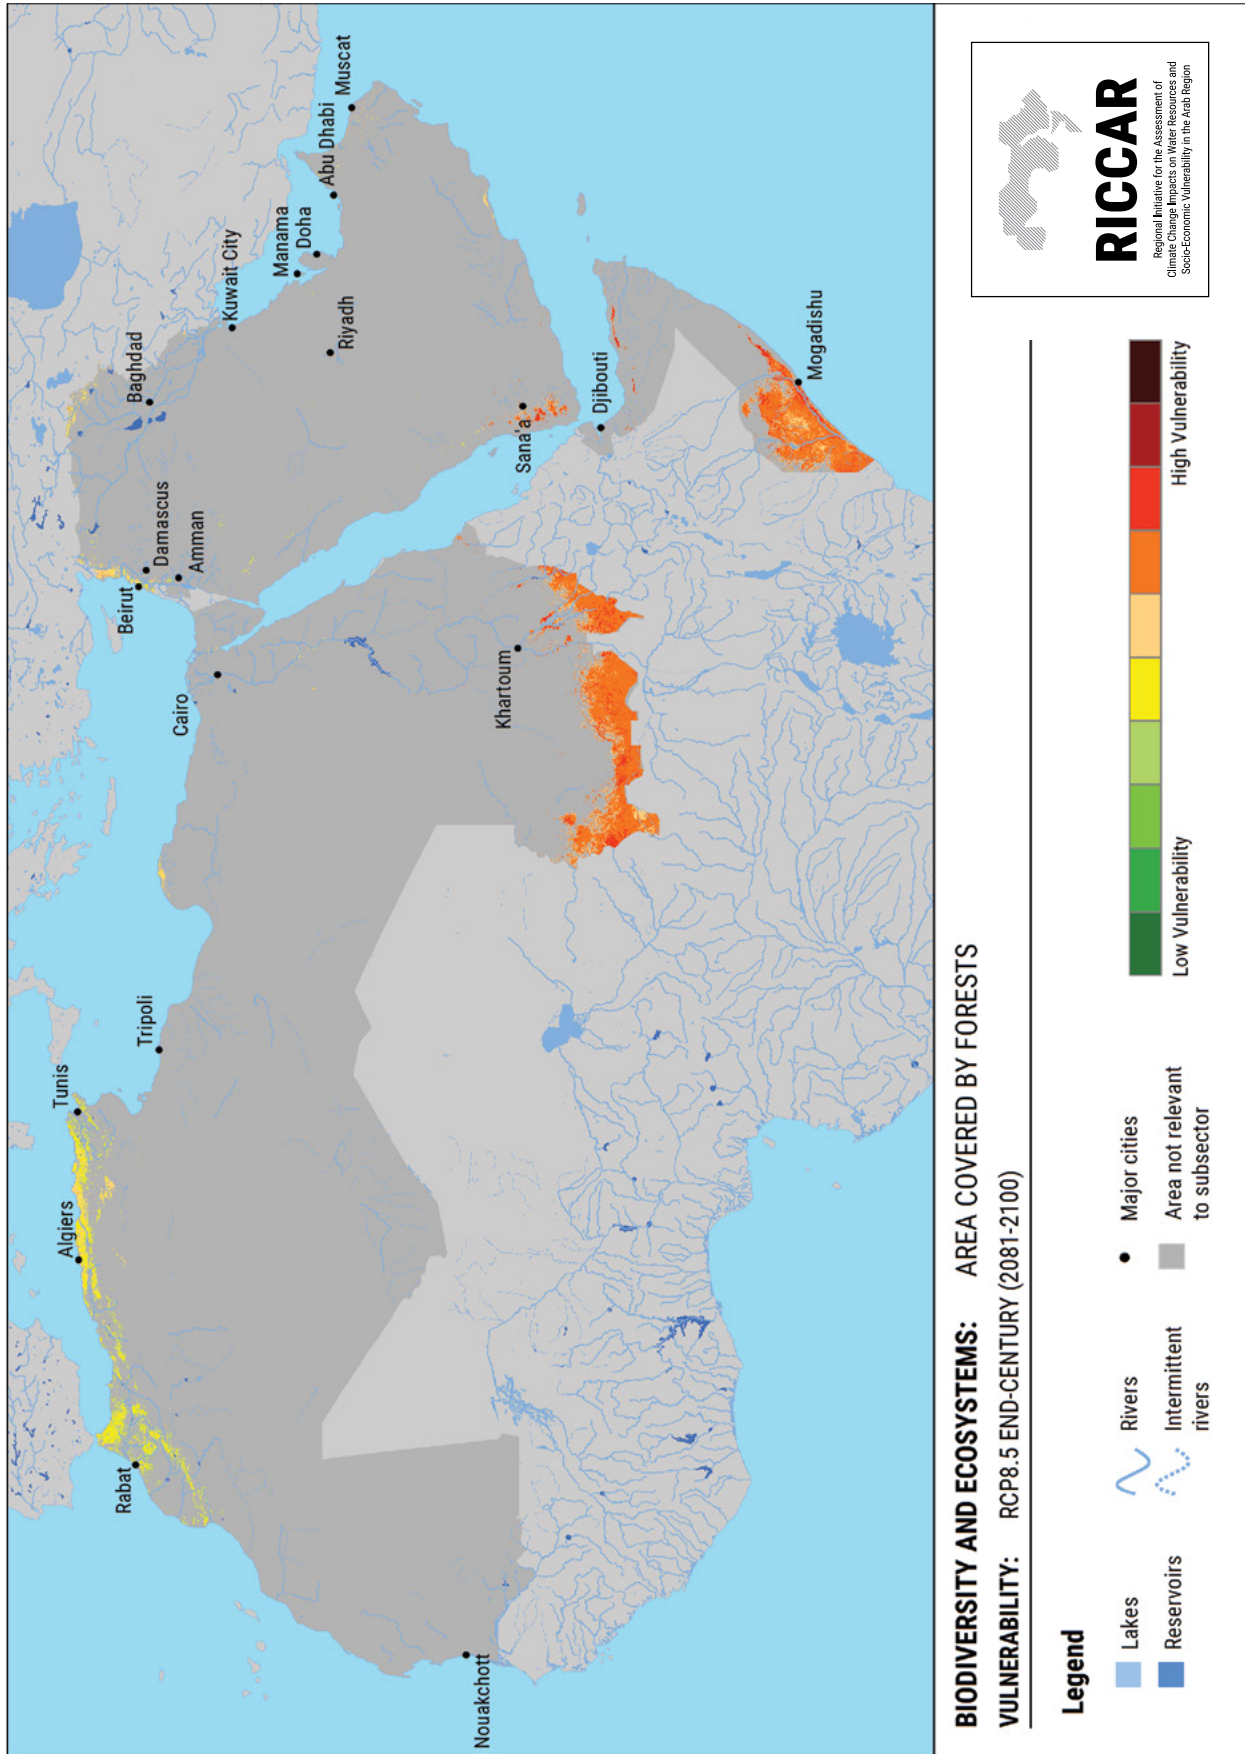 Rabat
Algiers
Tunis
Tripoli
Nouakchott
Cairo
Beirut
Damascus
Amman
Baghdad
Kuwait City
Manama
Doha
Abu Dhabi
Muscat
Riyadh
Sana'a
Khartoum
Djibouti
Mogadishu
BIODIVERSITY AND ECOSYSTEMS: AREA COVERED BY FORESTS
VULNERABILITY: RCP8.5 END-CENTURY (2081-2100)
Legend
Lakes
Reservoirs
Rivers
Intermittent
rivers
Major cities
Area not relevant
to subsector
Low Vulnerability
High Vulnerability
RICCAR
Regional Initiative for the Assessment of
Climate Change Impacts on Water Resources and
Socio-Economic Vulnerability in the Arab Region